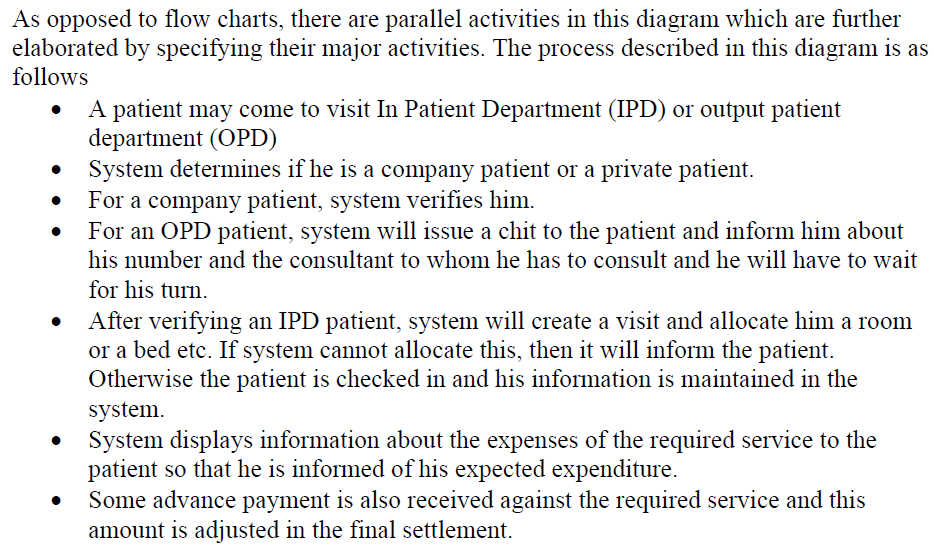 As opposed to flow charts, there are parallel activities in this diagram which are further
elaborated by specifying their major activities. The process described in this diagram is as
follows
• A patient may come to visit In Patient Department (IPD) or output patient
department (OPD)
• System determines if he is a company patient or a private patient.
• For a company patient, system verifies him.
• For an OPD patient, system will issue a chit to the patient and inform him about
his number and the consultant to whom he has to consult and he will have to wait
for his turn.
• After verifying an IPD patient, system will create a visit and allocate him a room
or a bed etc. If system cannot allocate this, then it will inform the patient.
Otherwise the patient is checked in and his information is maintained in the
system.
• System displays information about the expenses of the required service to the
patient so that he is informed of his expected expenditure.
• Some advance payment is also received against the required service and this
amount is adjusted in the final settlement.